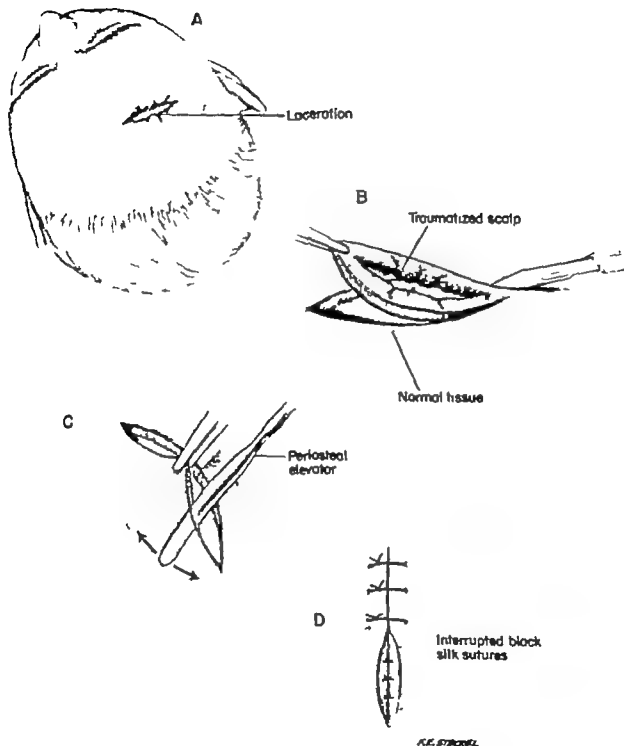 A
Laceration
B
Traumatized scalp
Normal tissue
C
Periosteal
elevator
D
Interrupted black
silk sutures